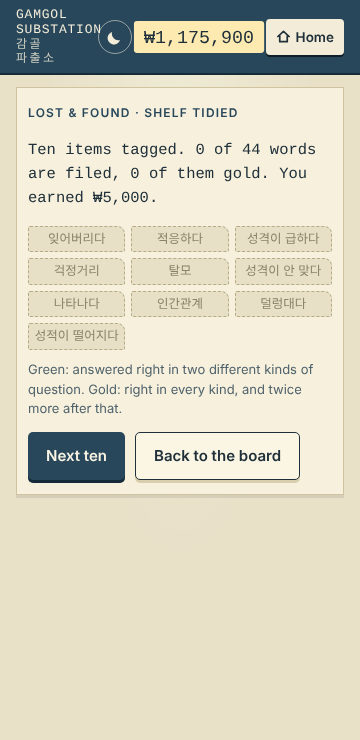 GAMGOL
SUBSTATION
감골
파출소
₩1,175,900
Home
LOST & FOUND · SHELF TIDIED
Ten items tagged. 0 of 44 words
are filed, 0 of them gold. You
earned ₩5,000.
잊어버리다 적응하다 성격이 급하다
걱정거리 탈모 성격이 안 맞다
나타나다 인간관계 덜렁대다
성적이 떨어지다
Green: answered right in two different kinds of
question. Gold: right in every kind, and twice
more after that.
Next ten Back to the board